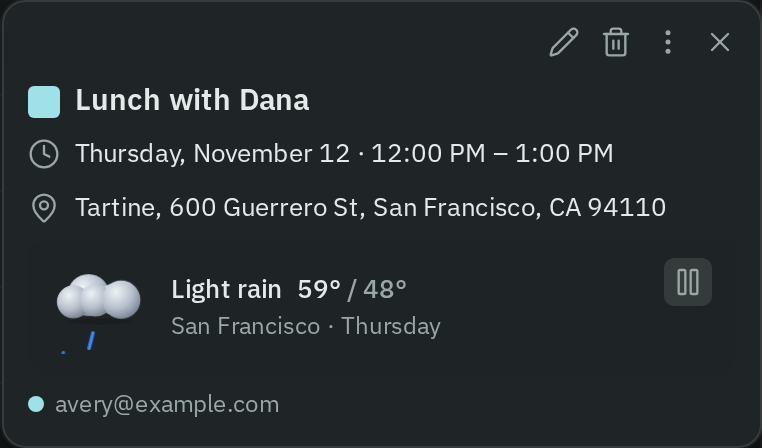 Lunch with Dana
Thursday, November 12 · 12:00 PM – 1:00 PM
Tartine, 600 Guerrero St, San Francisco, CA 94110
Light rain 59° / 48°
San Francisco · Thursday
avery@example.com